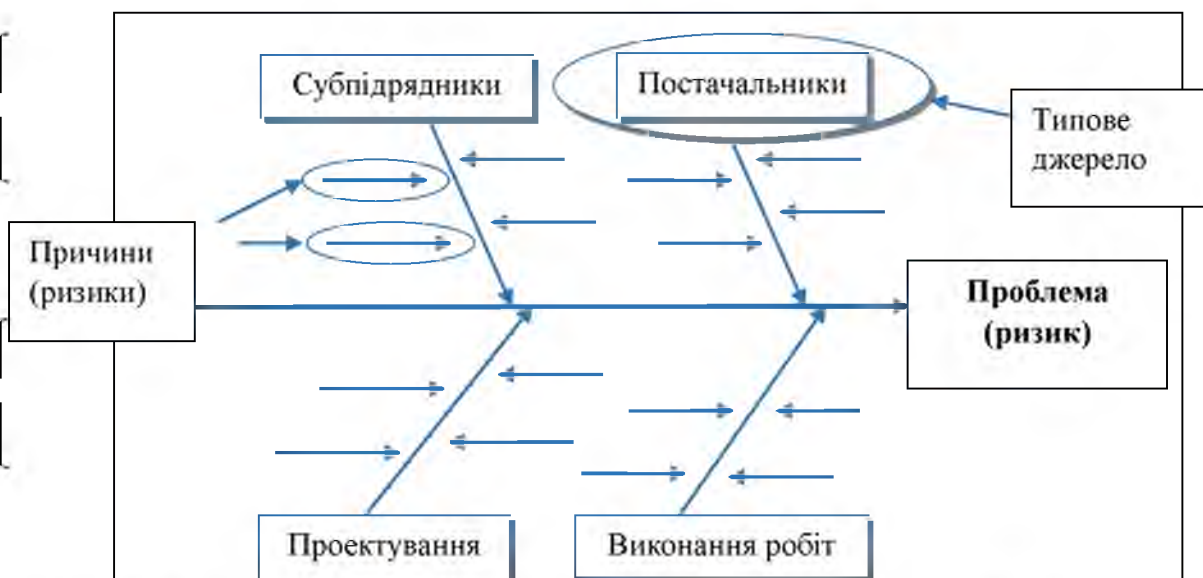 Субпідрядники
Постачальники
Типове
джерело
Причини
(ризики)
Проблема
(ризик)
Проектування
Виконання робіт